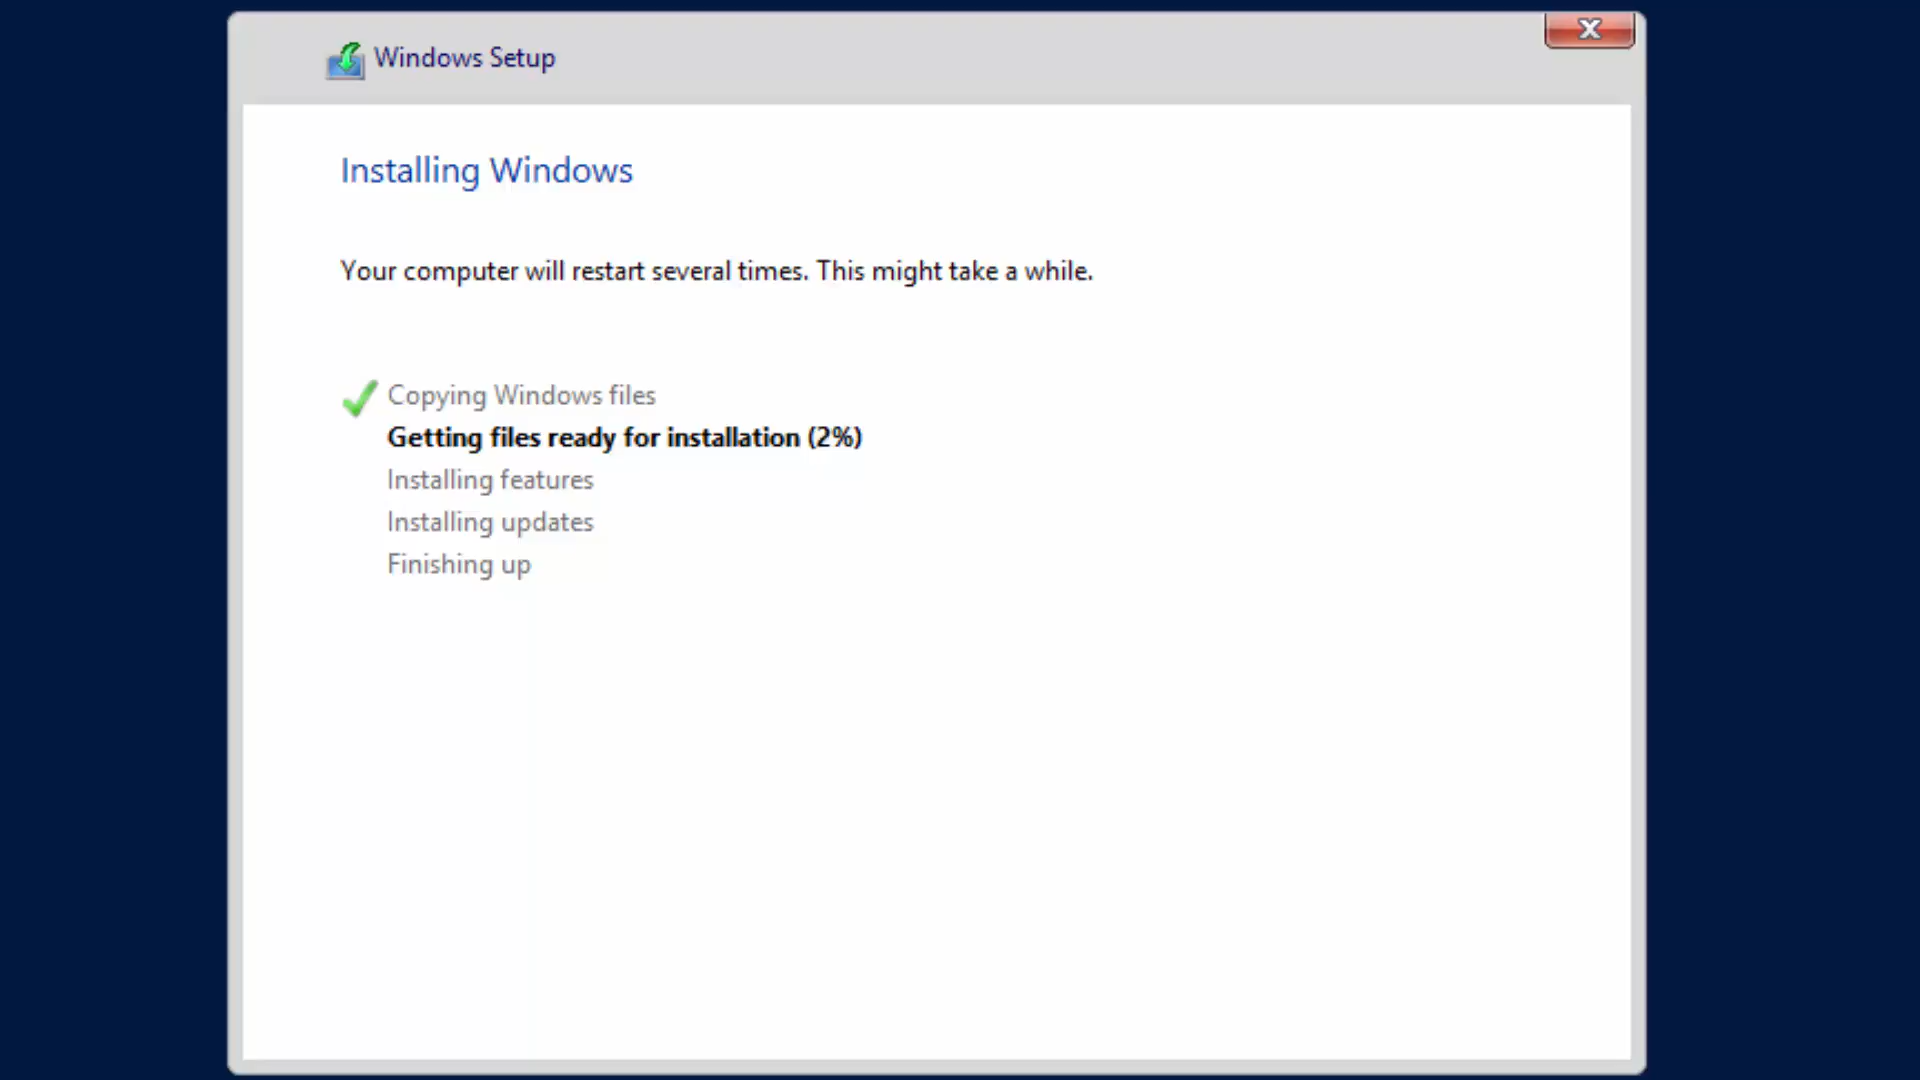 Windows Setup
Installing Windows
Your computer will restart several times. This might take a while.
Copying Windows files
Getting files ready for installation (2%)
Installing features
Installing updates
Finishing up